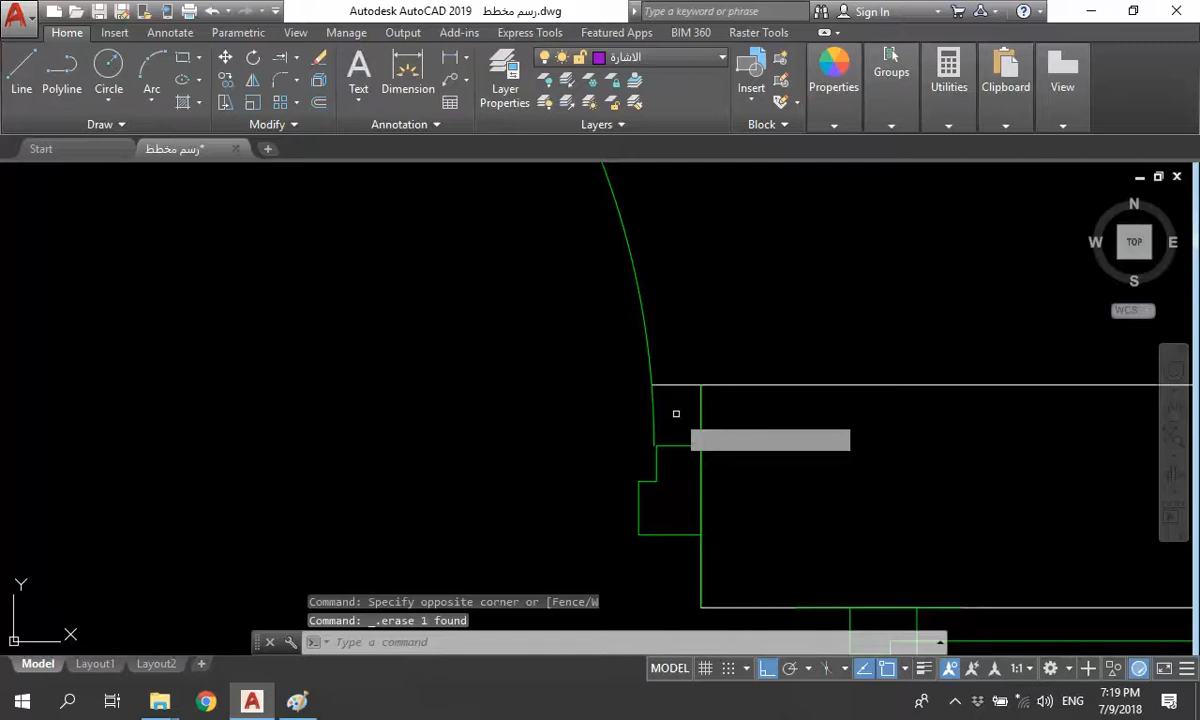 Autodesk AutoCAD 2019 رسم مخطط.dwg
Type a keyword or phrase
Sign In
Home Insert Annotate Parametric View Manage Output Add-ins Express Tools Featured Apps BIM 360 Raster Tools
الاشارة
Line Polyline Circle Arc
Text Dimension
Layer Properties
Insert
Properties
Groups
Utilities
Clipboard
View
Draw Modify Annotation Layers Block
Start رسم مخطط*
N
W TOP E
S
WCS
Y
X
Command: Specify opposite corner or [Fence/W
Command: _.erase 1 found
Type a command
Model Layout1 Layout2 +
MODEL 1:1
ENG
7:19 PM
7/9/2018